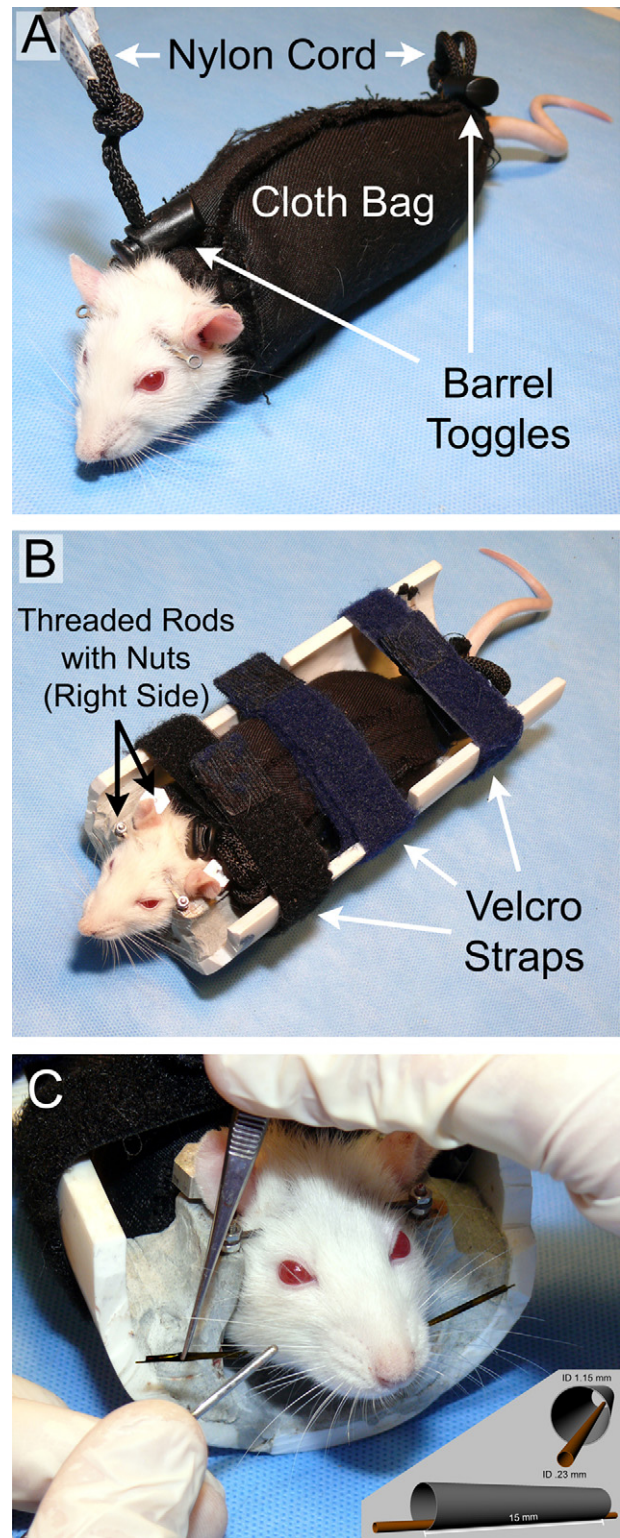 A
Nylon Cord
Cloth Bag
Barrel
Toggles
B
Threaded Rods
with Nuts
(Right Side)
Velcro
Straps
C
ID 1.15 mm
ID .23 mm
15 mm